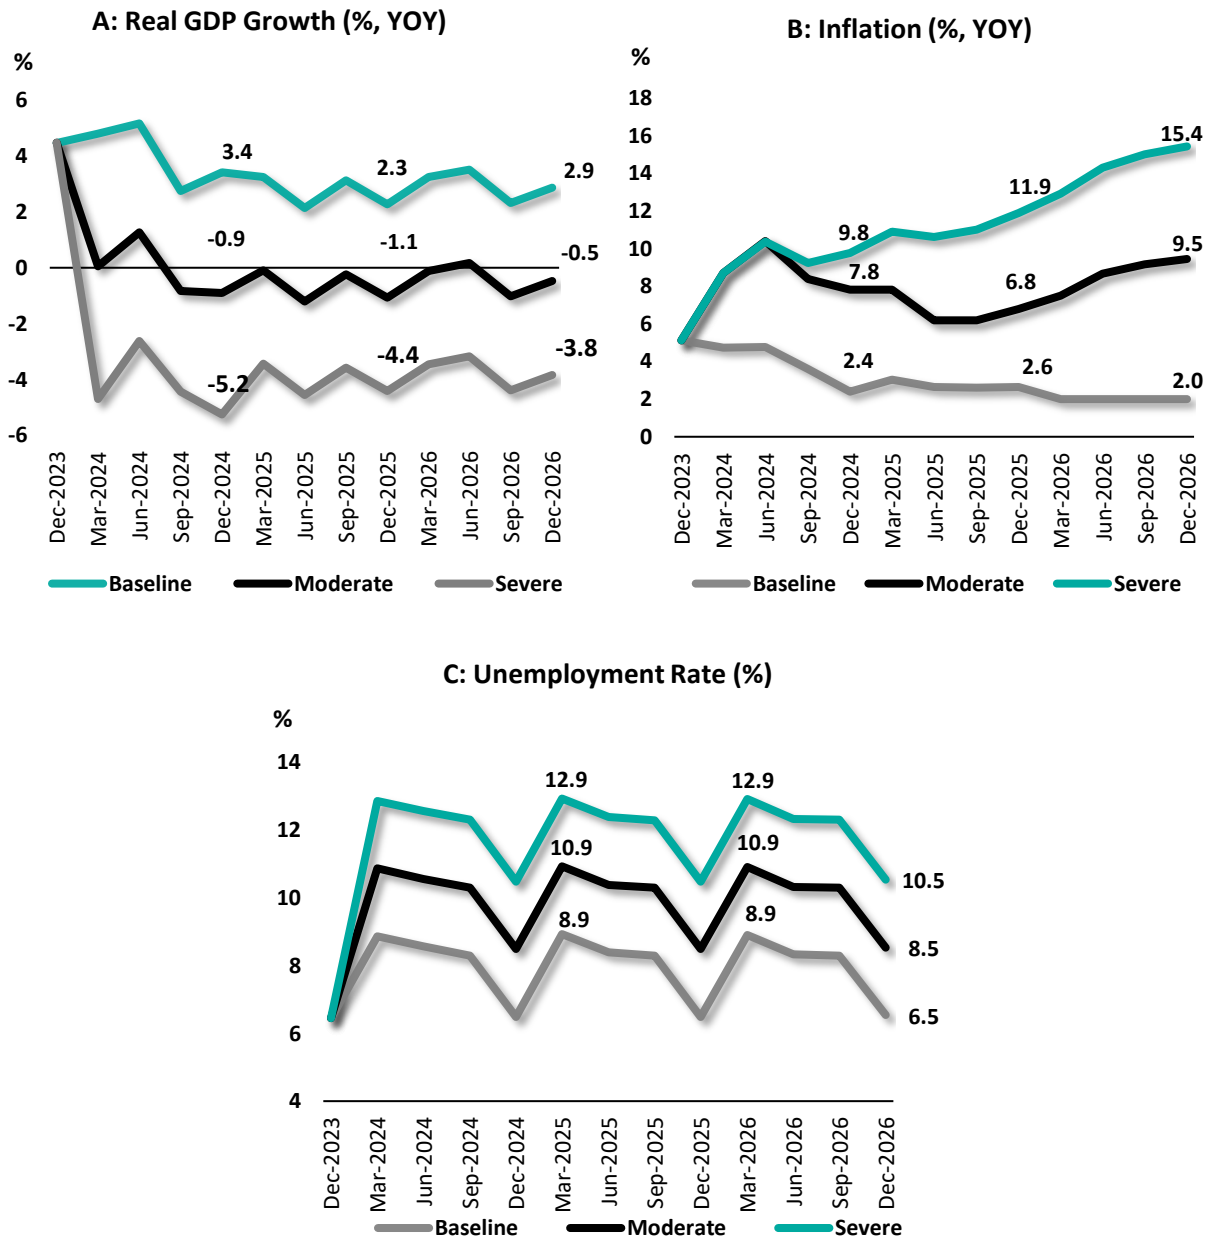 A: Real GDP Growth (%, YOY)
%
6
4
2
0
-2
-4
-6
3.4
2.3
2.9
-0.9
-1.1
-0.5
-5.2
-4.4
-3.8
Dec-2023
Mar-2024
Jun-2024
Sep-2024
Dec-2024
Mar-2025
Jun-2025
Sep-2025
Dec-2025
Mar-2026
Jun-2026
Sep-2026
Dec-2026
Baseline Moderate Severe
B: Inflation (%, YOY)
%
18
16
14
12
10
8
6
4
2
0
15.4
11.9
9.8
9.5
7.8
6.8
2.4
2.6
2.0
Dec-2023
Mar-2024
Jun-2024
Sep-2024
Dec-2024
Mar-2025
Jun-2025
Sep-2025
Dec-2025
Mar-2026
Jun-2026
Sep-2026
Dec-2026
Baseline Moderate Severe
C: Unemployment Rate (%)
%
14
12
10
8
6
4
12.9
12.9
10.5
10.9
10.9
8.5
8.9
8.9
6.5
Dec-2023
Mar-2024
Jun-2024
Sep-2024
Dec-2024
Mar-2025
Jun-2025
Sep-2025
Dec-2025
Mar-2026
Jun-2026
Sep-2026
Dec-2026
Baseline Moderate Severe